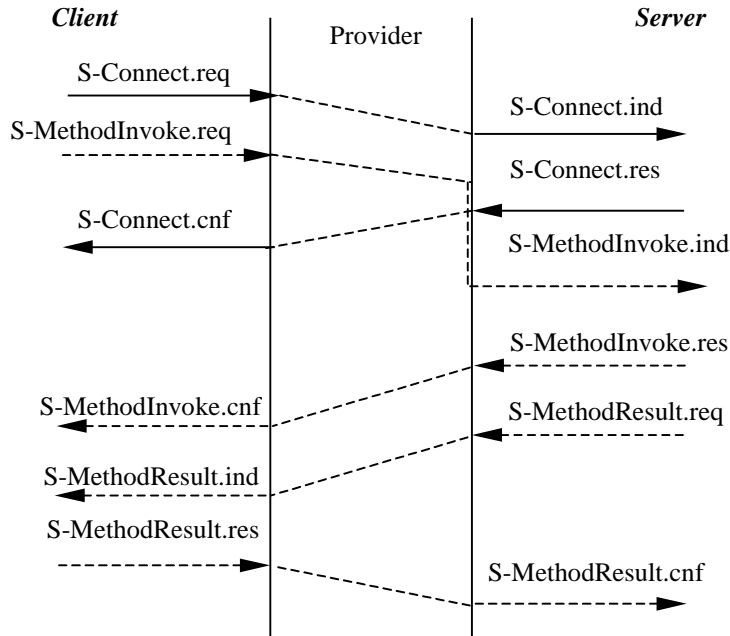 Client
Provider
Server
S-Connect.req
S-Connect.ind
S-MethodInvoke.req
S-Connect.res
S-Connect.cnf
S-MethodInvoke.ind
S-MethodInvoke.res
S-MethodInvoke.cnf
S-MethodResult.req
S-MethodResult.ind
S-MethodResult.res
S-MethodResult.cnf